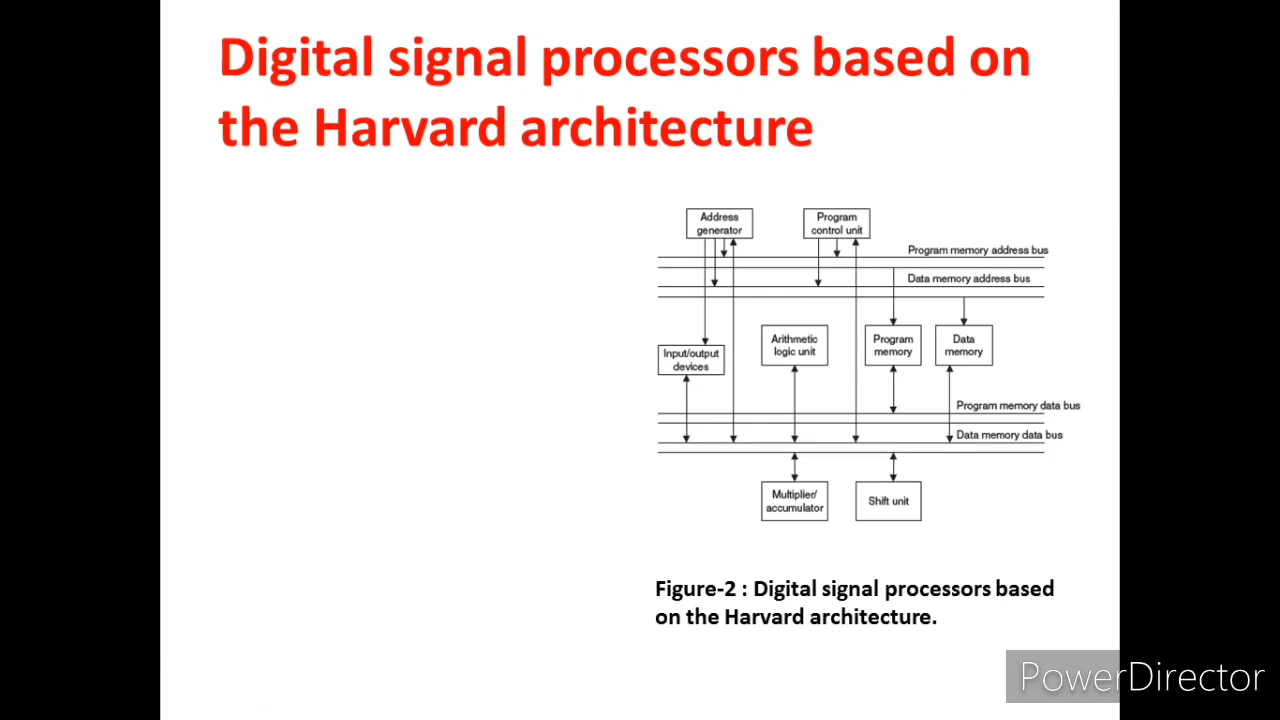 Digital signal processors based on
the Harvard architecture
Address
generator
Program
control unit
Program memory address bus
Data memory address bus
Input/output
devices
Arithmetic
logic unit
Program
memory
Data
memory
Program memory data bus
Data memory data bus
Multiplier/
accumulator
Shift unit
Figure-2 : Digital signal processors based
on the Harvard architecture.
PowerDirector